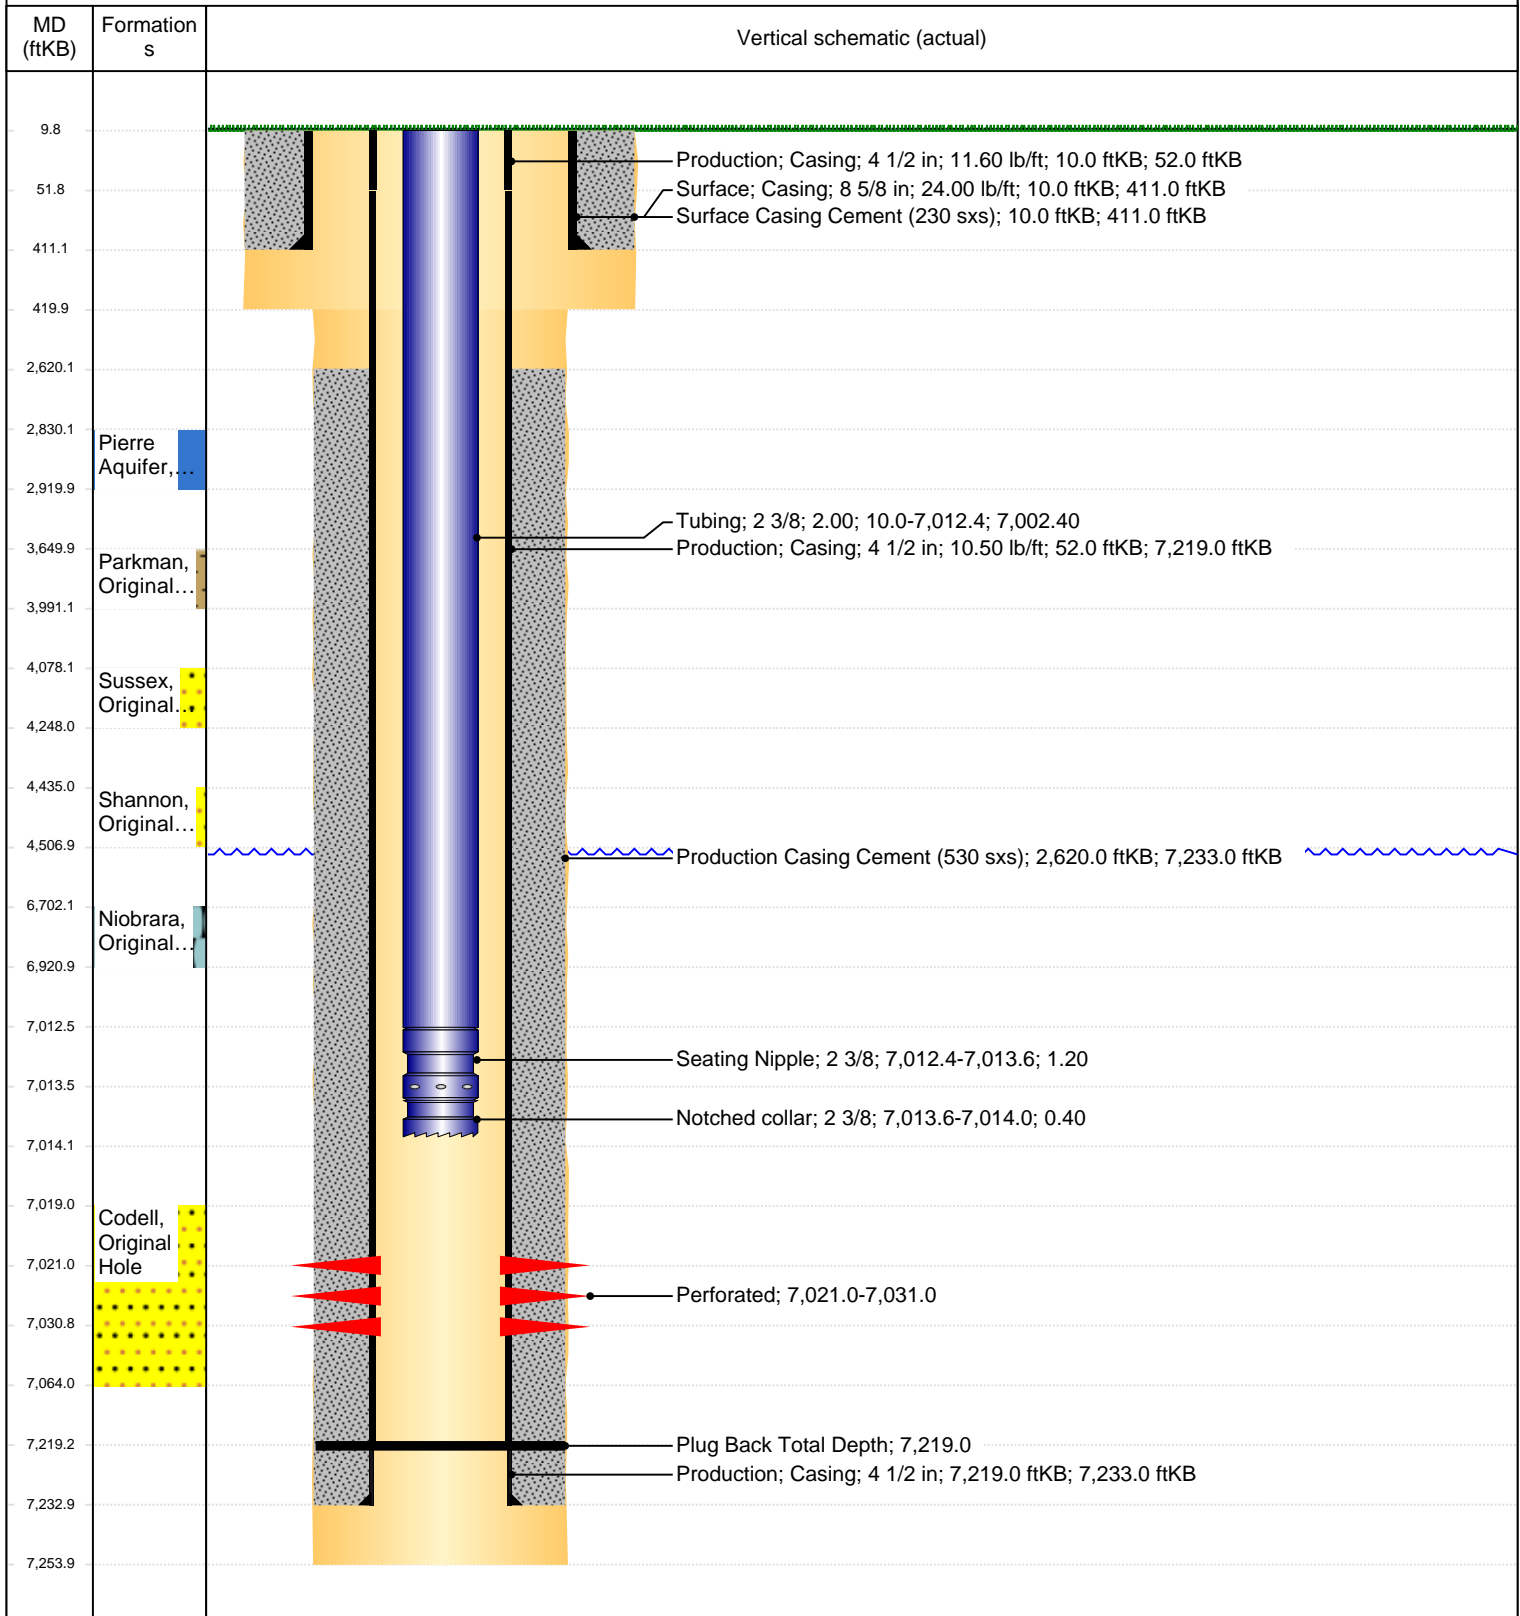 MD
(ftKB)
Formation
s
Vertical schematic (actual)
9.8
Production; Casing; 4 1/2 in; 11.60 lb/ft; 10.0 ftKB; 52.0 ftKB
51.8
Surface; Casing; 8 5/8 in; 24.00 lb/ft; 10.0 ftKB; 411.0 ftKB
Surface Casing Cement (230 sxs); 10.0 ftKB; 411.0 ftKB
411.1
419.9
2,620.1
2,830.1
Pierre
Aquifer,...
2,919.9
Tubing; 2 3/8; 2.00; 10.0-7,012.4; 7,002.40
3,649.9
Production; Casing; 4 1/2 in; 10.50 lb/ft; 52.0 ftKB; 7,219.0 ftKB
Parkman,
Original...
3,991.1
4,078.1
Sussex,
Original...
4,248.0
4,435.0
Shannon,
Original...
4,506.9
Production Casing Cement (530 sxs); 2,620.0 ftKB; 7,233.0 ftKB
6,702.1
Niobrara,
Original...
6,920.9
7,012.5
Seating Nipple; 2 3/8; 7,012.4-7,013.6; 1.20
7,013.5
Notched collar; 2 3/8; 7,013.6-7,014.0; 0.40
7,014.1
7,019.0
Codell,
Original
Hole
7,021.0
Perforated; 7,021.0-7,031.0
7,030.8
7,064.0
7,219.2
Plug Back Total Depth; 7,219.0
Production; Casing; 4 1/2 in; 7,219.0 ftKB; 7,233.0 ftKB
7,232.9
7,253.9